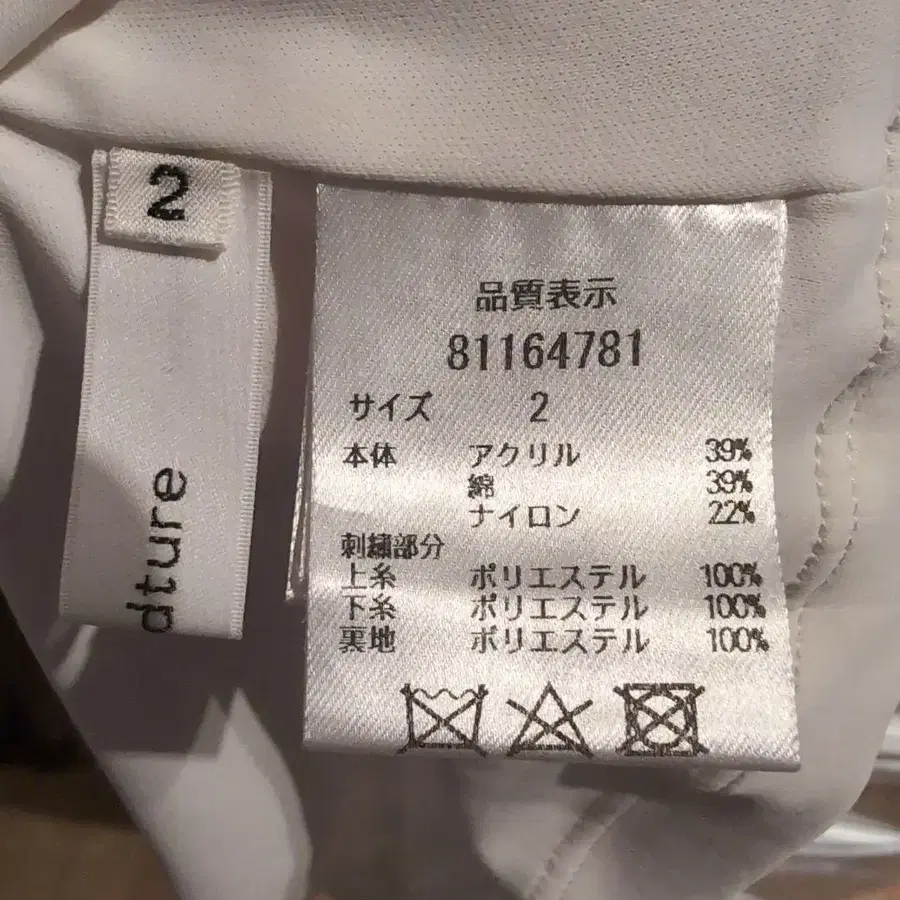 2
dture
品質表示
81164781
サイズ 2
本体 アクリル 39%
綿 39%
ナイロン 22%
刺繍部分
上糸 ポリエステル 100%
下糸 ポリエステル 100%
裏地 ポリエステル 100%